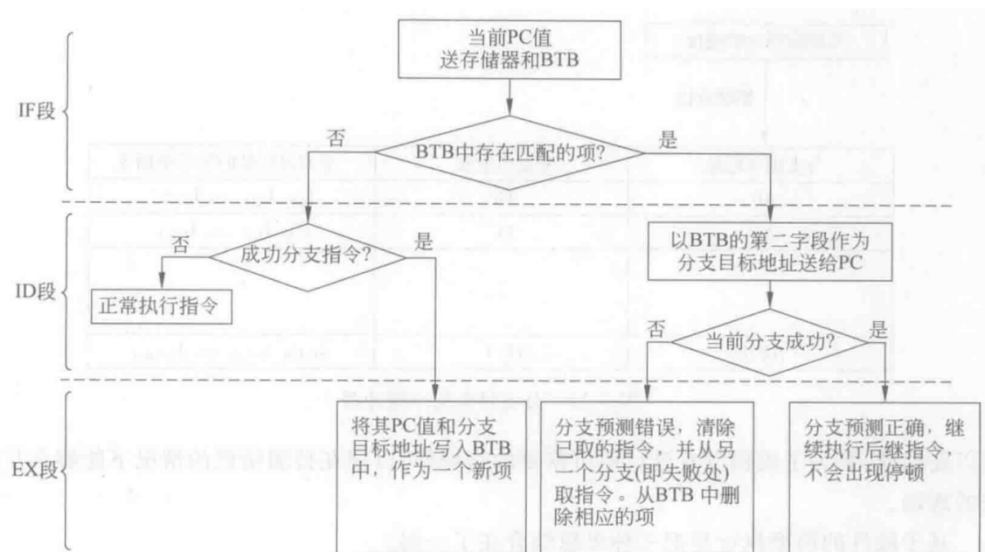 当前PC值
送存储器和BTB
IF段
否
BTB中存在匹配的项?
是
否
成功分支指令?
是
以BTB的第二字段作为
分支目标地址送给PC
ID段
正常执行指令
否
当前分支成功?
是
EX段
将其PC值和分支
目标地址写入BTB
中，作为一个新项
分支预测错误，清除
已取的指令，并从另
一个分支(即失败处)
取指令。从BTB 中删
除相应的项
分支预测正确，继
续执行后继指令，
不会出现停顿